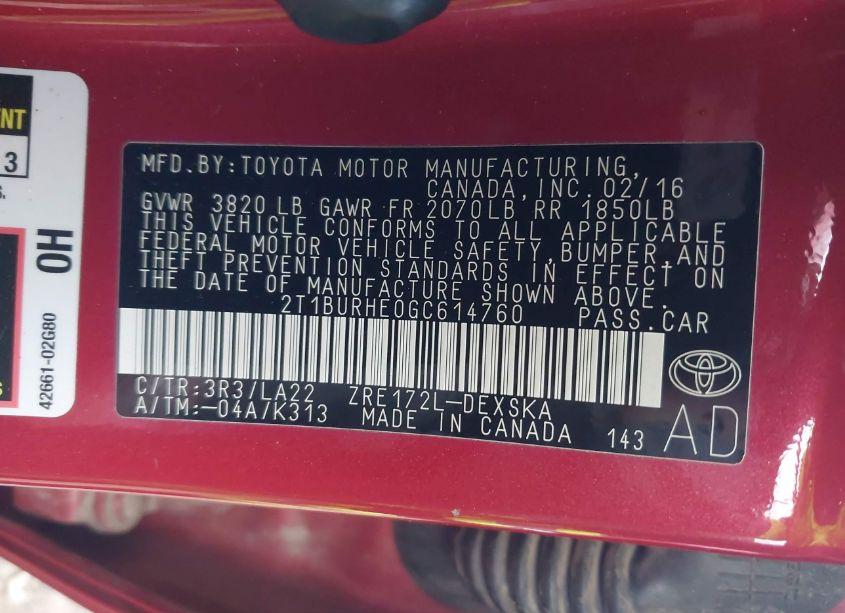 ENT
3
S.
OH
42661-02G80
s
MFD.BY:TOYOTA MOTOR MANUFACTURING,
CANADA,INC.02/16
GVWR 3820 LB GAWR FR 2070LB RR 1850LB
THIS VEHICLE CONFORMS TO ALL APPLICABLE
FEDERAL MOTOR VEHICLE SAFETY,BUMPER,AND
THEFT PREVENTION STANDARDS IN EFFECT ON
THE DATE OF MANUFACTURE SHOWN ABOVE.
2T1BURHE0GC614760 PASS.CAR
C/TR:3R3/LA22 ZRE172L-DEXSKA
A/TM:-04A/K313 MADE IN CANADA 143
AD